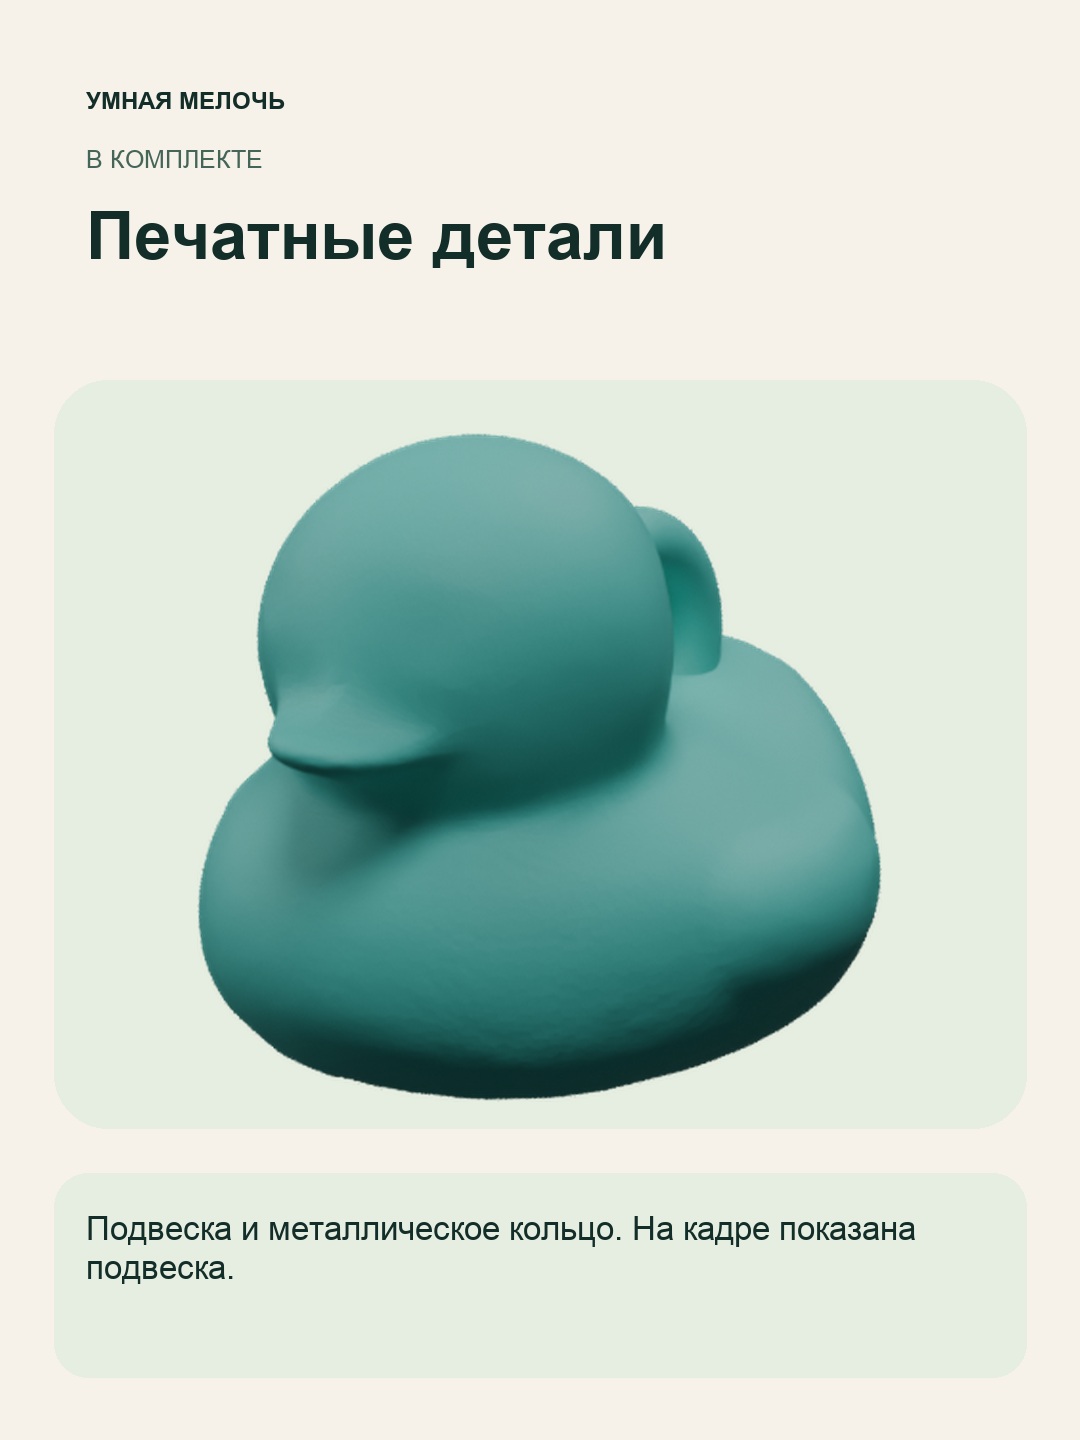 УМНАЯ МЕЛОЧЬ
В КОМПЛЕКТЕ
Печатные детали
Подвеска и металлическое кольцо. На кадре показана
подвеска.